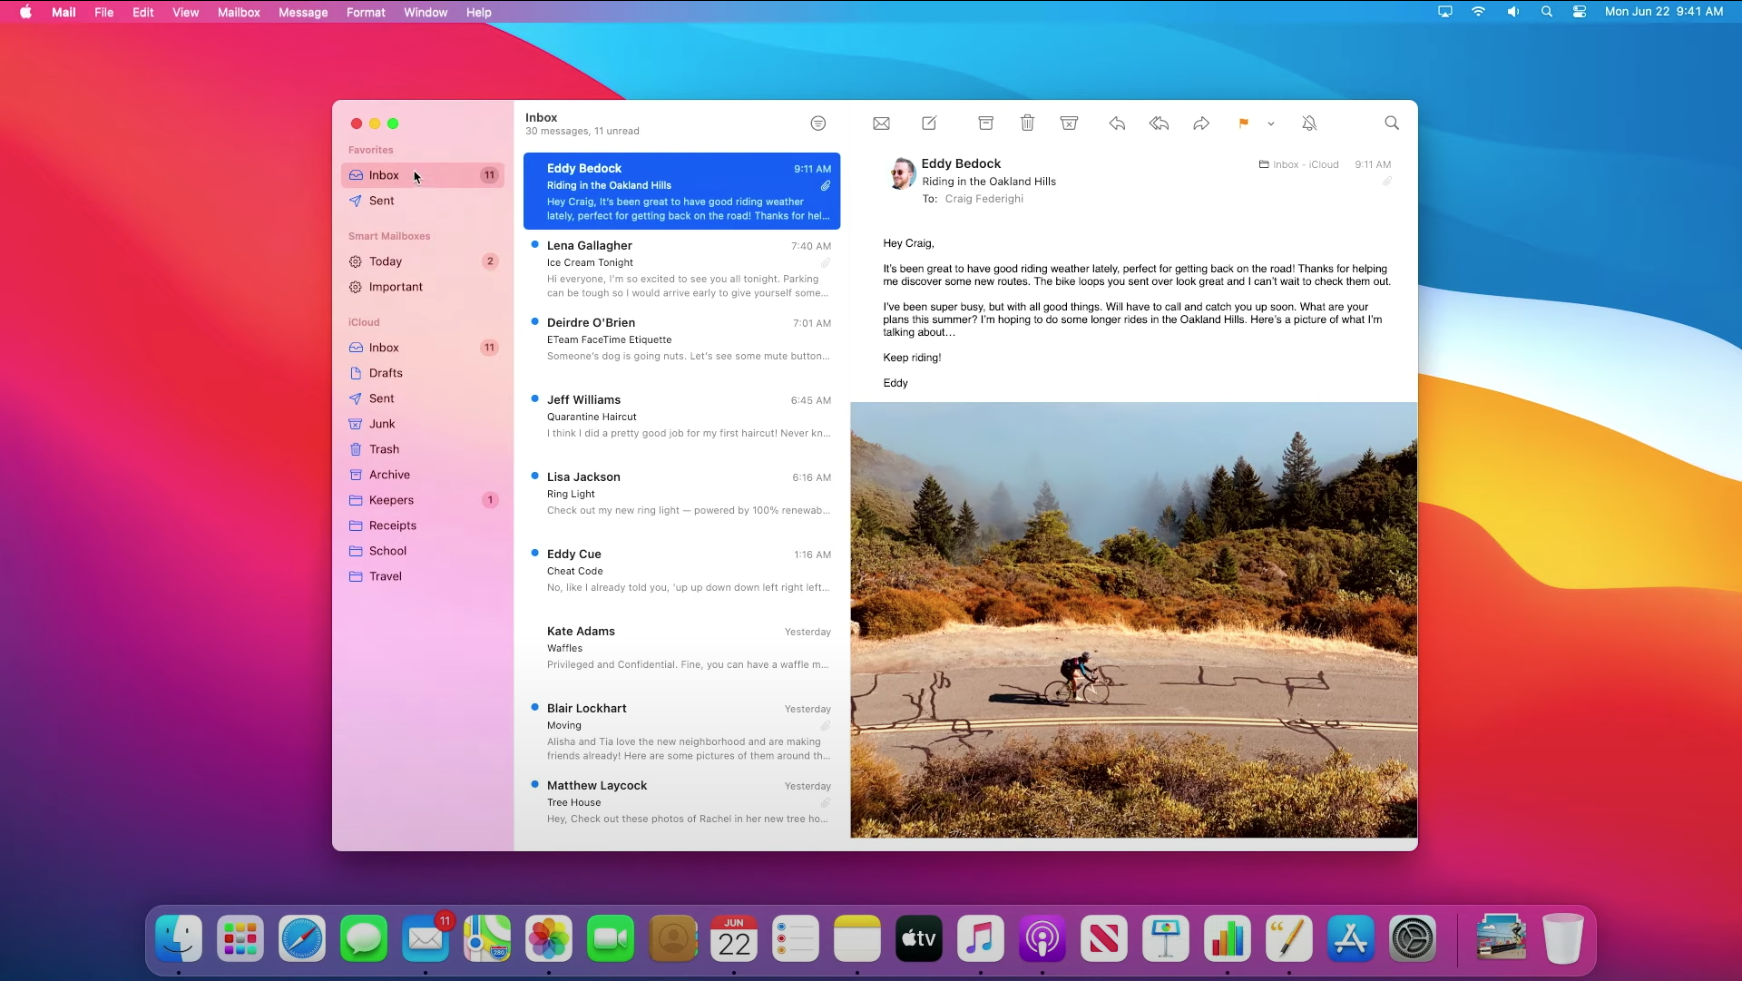 Mail File Edit View Mailbox Message Format Window Help
Mon Jun 22 9:41 AM
Favorites
Inbox 11
Sent
Smart Mailboxes
Today 2
Important
iCloud
Inbox 11
Drafts
Sent
Junk
Trash
Archive
Keepers 1
Receipts
School
Travel
Inbox
30 messages, 11 unread
Eddy Bedock 9:11 AM
Riding in the Oakland Hills
Hey Craig, It's been great to have good riding weather
lately, perfect for getting back on the road! Thanks for hel...
Lena Gallagher 7:40 AM
Ice Cream Tonight
Hi everyone, I'm so excited to see you all tonight. Parking
can be tough so I would arrive early to give yourself some...
Deirdre O'Brien 7:01 AM
ETeam FaceTime Etiquette
Someone's dog is going nuts. Let's see some mute button...
Jeff Williams 6:45 AM
Quarantine Haircut
I think I did a pretty good job for my first haircut! Never kn...
Lisa Jackson 6:16 AM
Ring Light
Check out my new ring light — powered by 100% renewab...
Eddy Cue 1:16 AM
Cheat Code
No, like I already told you, 'up up down down left right left...
Kate Adams Yesterday
Waffles
Privileged and Confidential. Fine, you can have a waffle m...
Blair Lockhart Yesterday
Moving
Alisha and Tia love the new neighborhood and are making
friends already! Here are some pictures of them around th...
Matthew Laycock Yesterday
Tree House
Hey, Check out these photos of Rachel in her new tree ho...
Eddy Bedock Inbox - iCloud 9:11 AM
Riding in the Oakland Hills
To: Craig Federighi
Hey Craig,
It's been great to have good riding weather lately, perfect for getting back on the road! Thanks for helping
me discover some new routes. The bike loops you sent over look great and I can't wait to check them out.
I've been super busy, but with all good things. Will have to call and catch you up soon. What are your
plans this summer? I'm hoping to do some longer rides in the Oakland Hills. Here's a picture of what I'm
talking about…
Keep riding!
Eddy
11
280
JUN
22
tv